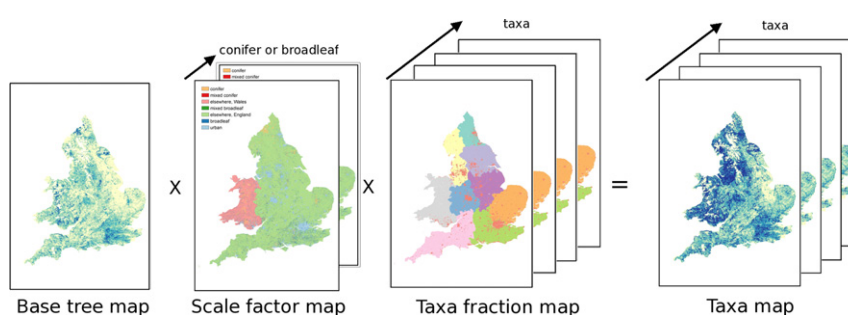 taxa
taxa
conifer or broadleaf
conifer
mixed conifer
conifer
mixed conifer
elsewhere, Wales
mixed broadleaf
elsewhere, England
broadleaf
urban
X
X
=
Base tree map
Scale factor map
Taxa fraction map
Taxa map